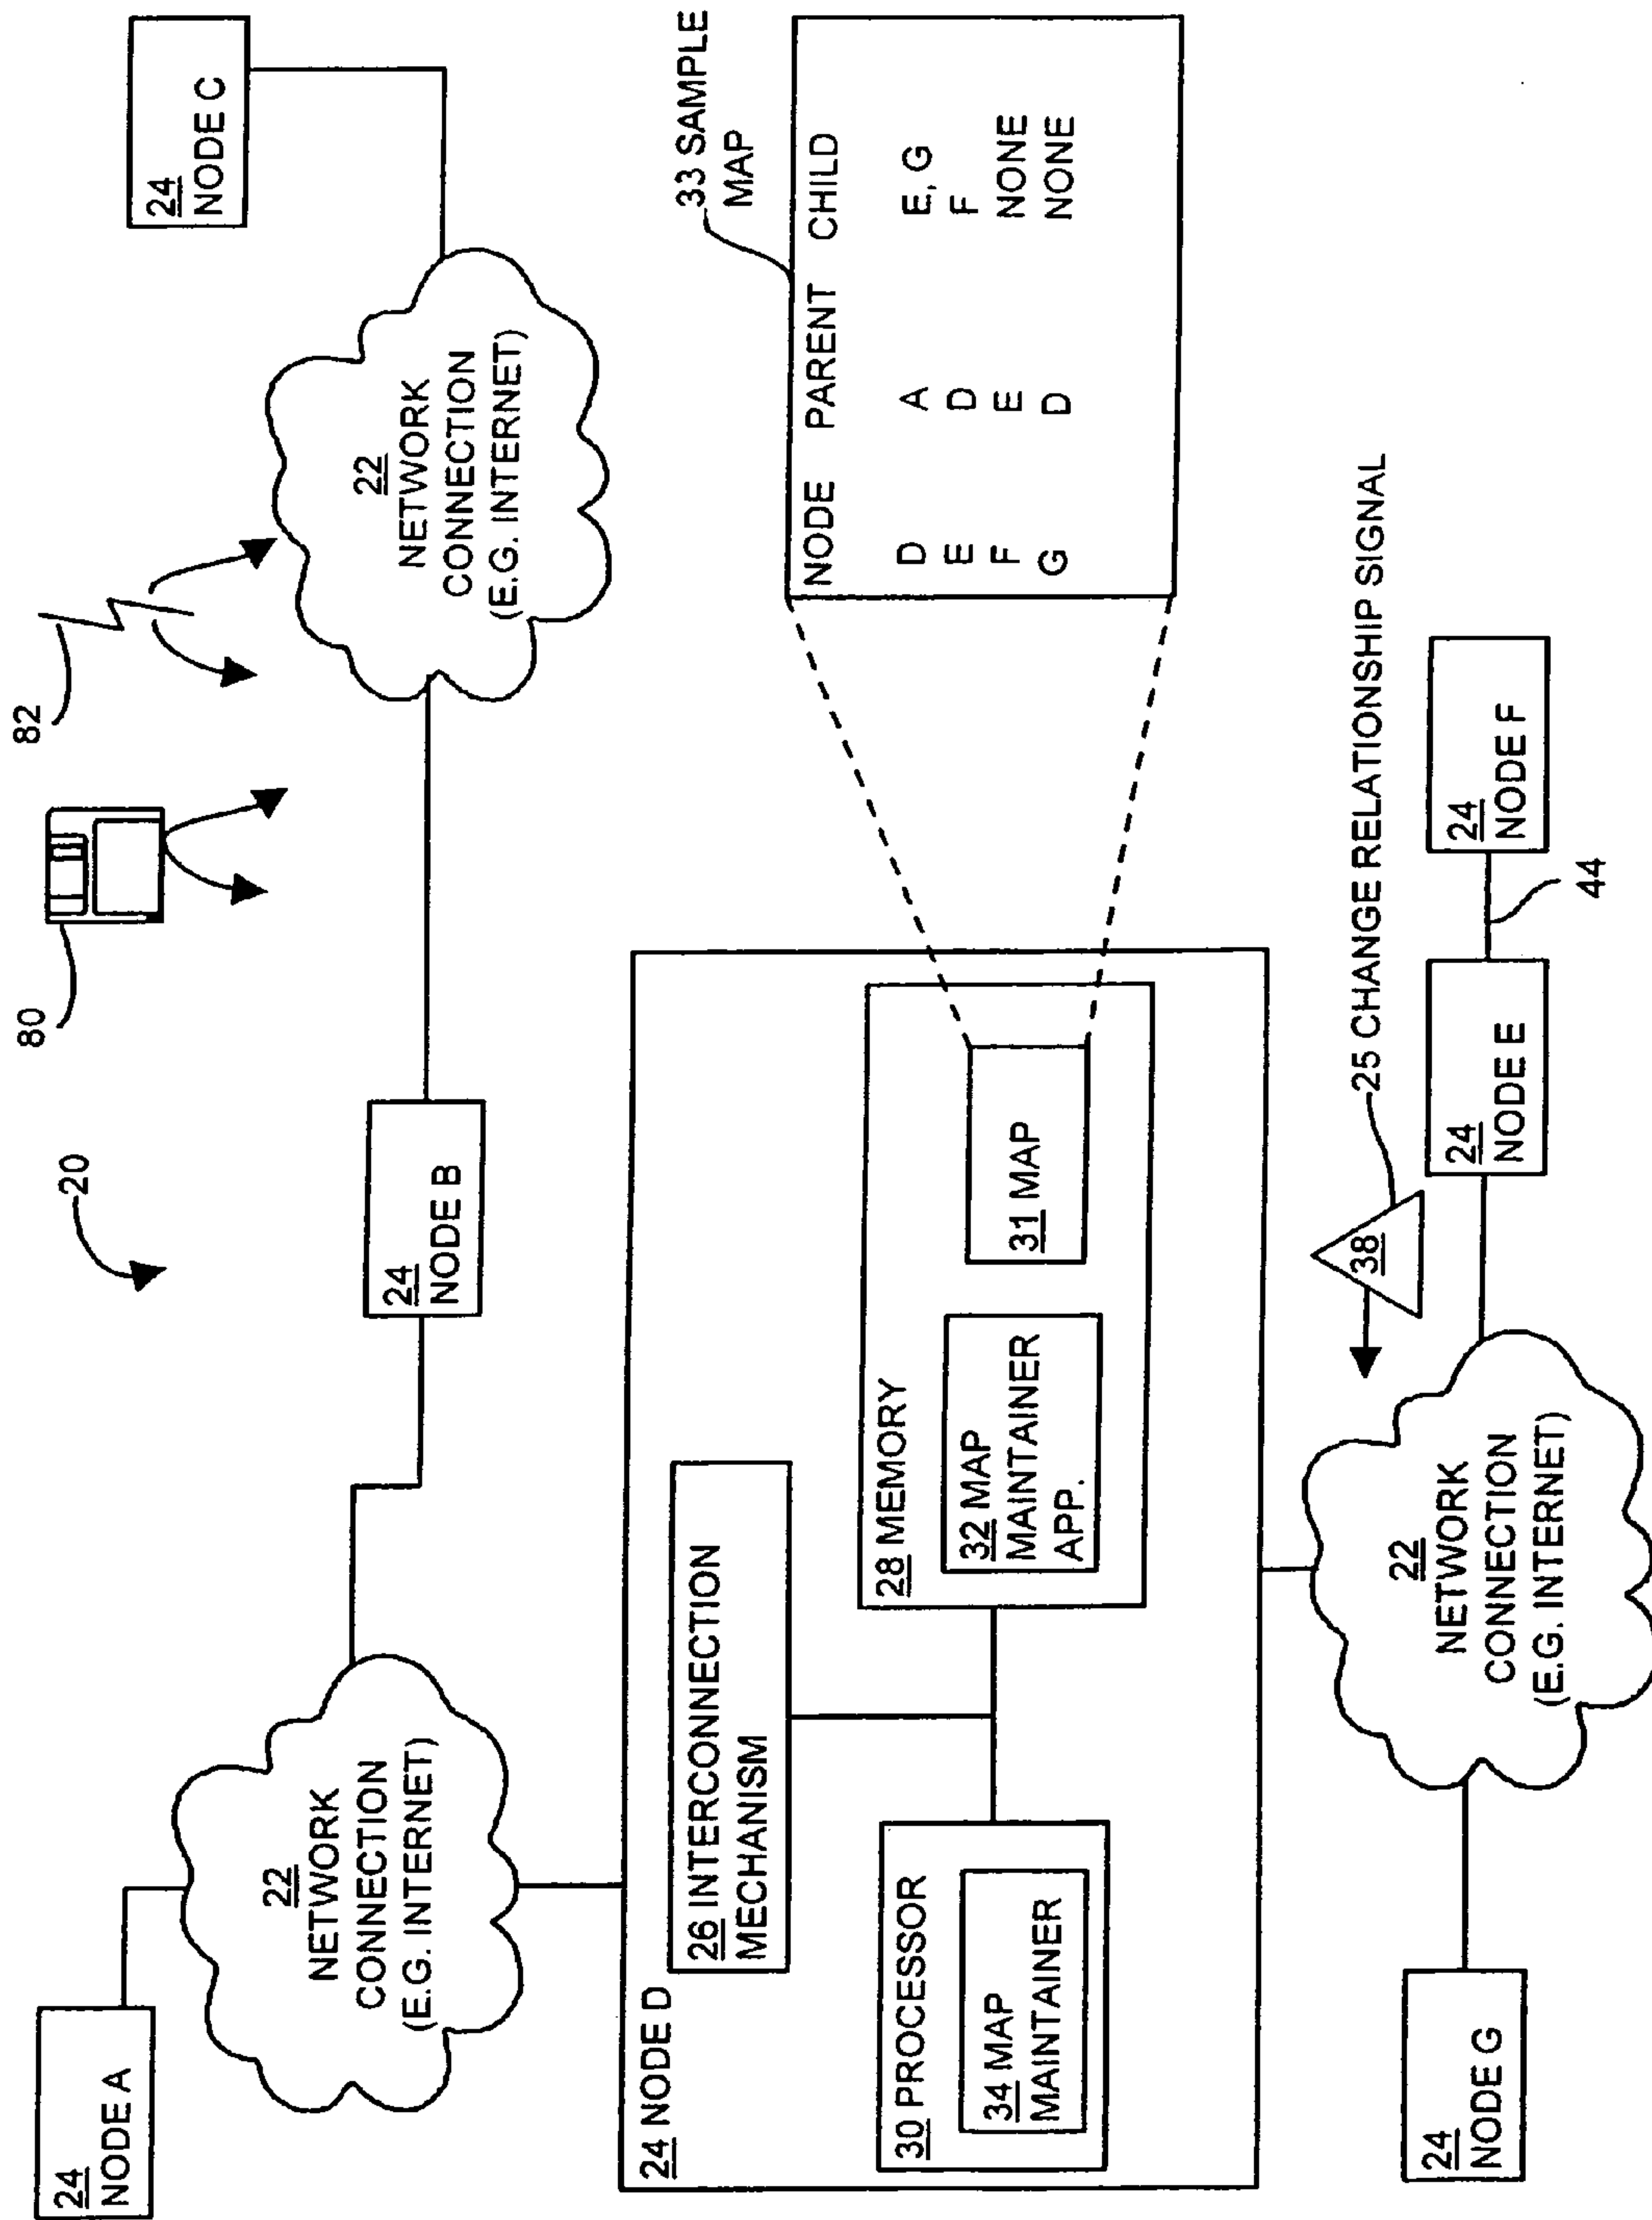 20
80
82
24
NODE A
22
NETWORK
CONNECTION
(E.G. INTERNET)
24
NODE B
22
NETWORK
CONNECTION
(E.G. INTERNET)
24
NODE C
24 NODE D
26 INTERCONNECTION
MECHANISM
30 PROCESSOR
34 MAP
MAINTAINER
28 MEMORY
32 MAP
MAINTAINER
APP.
31 MAP
33 SAMPLE
MAP
NODE PARENT CHILD
D A E, G
E D F
F E NONE
G D NONE
38
25 CHANGE RELATIONSHIP SIGNAL
24
NODE G
22
NETWORK
CONNECTION
(E.G. INTERNET)
24
NODE E
44
24
NODE F